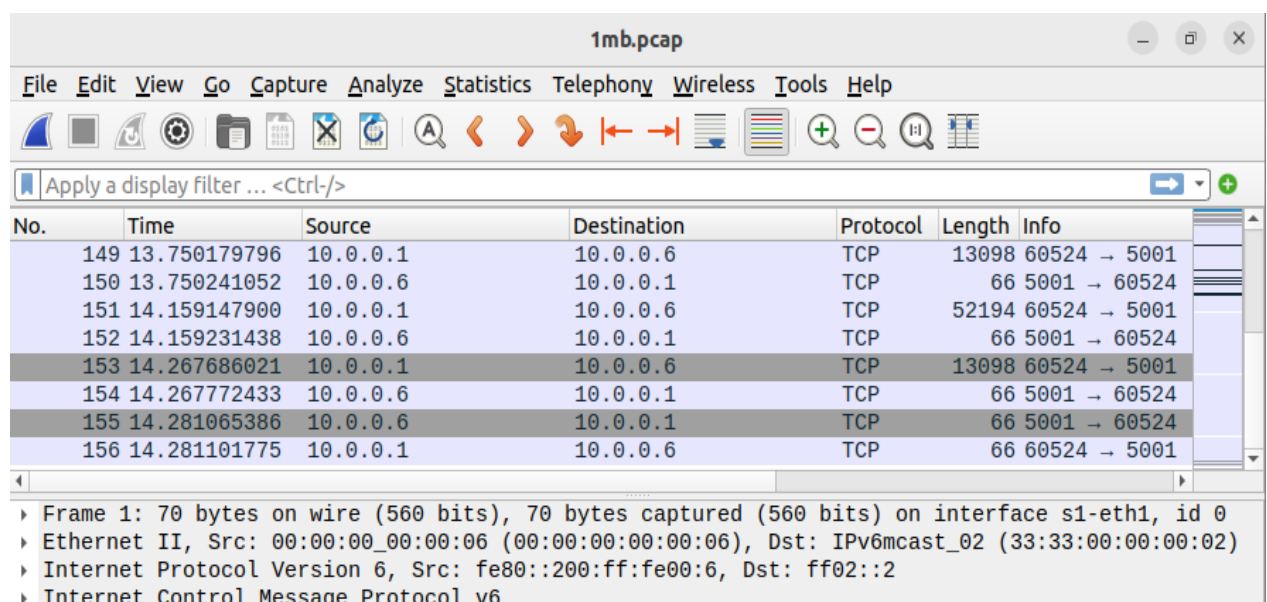 1mb.pcap
File Edit View Go Capture Analyze Statistics Telephony Wireless Tools Help
Apply a display filter … <Ctrl-/>
No. Time Source Destination Protocol Length Info
149 13.750179796 10.0.0.1 10.0.0.6 TCP 13098 60524 → 5001
150 13.750241052 10.0.0.6 10.0.0.1 TCP 66 5001 → 60524
151 14.159147900 10.0.0.1 10.0.0.6 TCP 52194 60524 → 5001
152 14.159231438 10.0.0.6 10.0.0.1 TCP 66 5001 → 60524
153 14.267686021 10.0.0.1 10.0.0.6 TCP 13098 60524 → 5001
154 14.267772433 10.0.0.6 10.0.0.1 TCP 66 5001 → 60524
155 14.281065386 10.0.0.6 10.0.0.1 TCP 66 5001 → 60524
156 14.281101775 10.0.0.1 10.0.0.6 TCP 66 60524 → 5001
Frame 1: 70 bytes on wire (560 bits), 70 bytes captured (560 bits) on interface s1-eth1, id 0
Ethernet II, Src: 00:00:00_00:00:06 (00:00:00:00:00:06), Dst: IPv6mcast_02 (33:33:00:00:00:02)
Internet Protocol Version 6, Src: fe80::200:ff:fe00:6, Dst: ff02::2
Internet Control Message Protocol v6